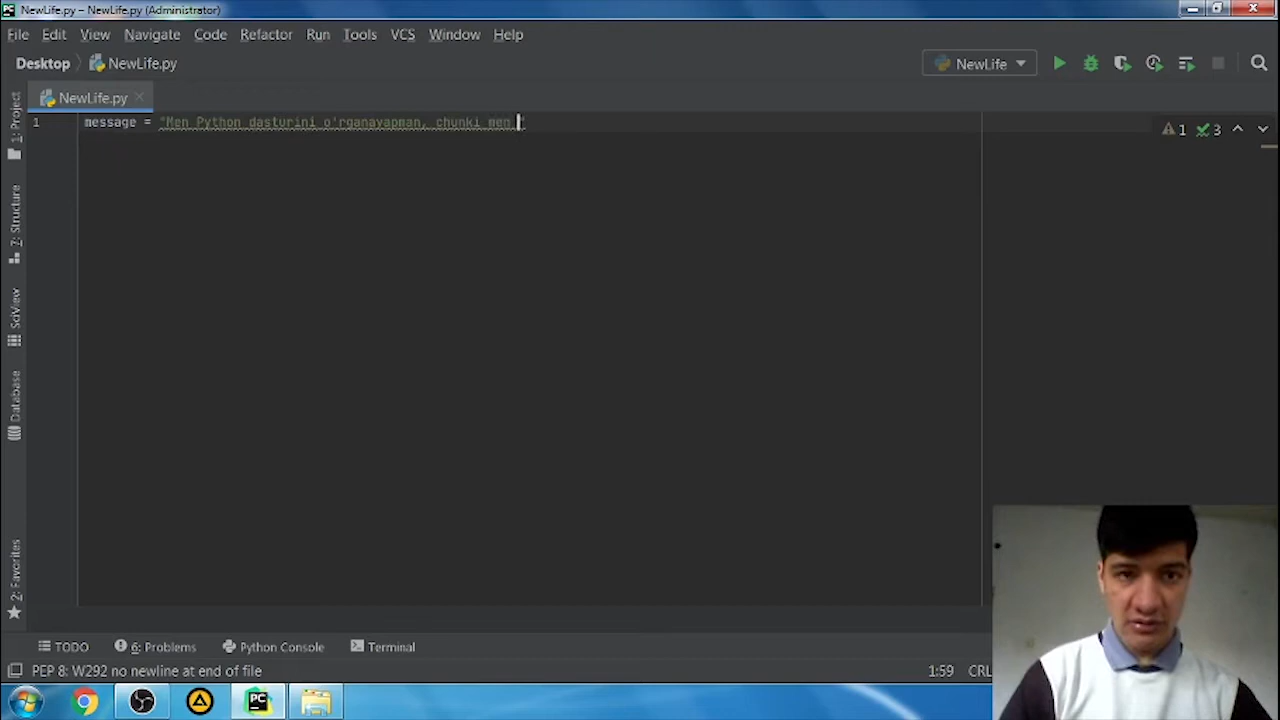 NewLife.py – NewLife.py (Administrator)
File Edit View Navigate Code Refactor Run Tools VCS Window Help
Desktop NewLife.py NewLife
NewLife.py
1 message = "Men Python dasturini o'rganayapman, chunki men "
1 3
1: Project
7: Structure
SciView
Database
2: Favorites
TODO 6: Problems Python Console Terminal
PEP 8: W292 no newline at end of file 1:59 CRL